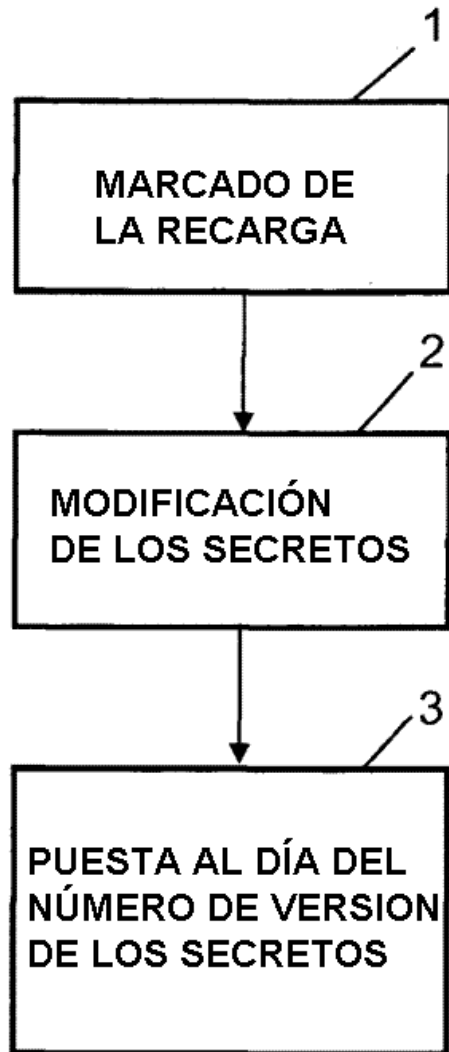 1
MARCADO DE
LA RECARGA
2
MODIFICACIÓN
DE LOS SECRETOS
3
PUESTA AL DÍA DEL
NÚMERO DE VERSION
DE LOS SECRETOS